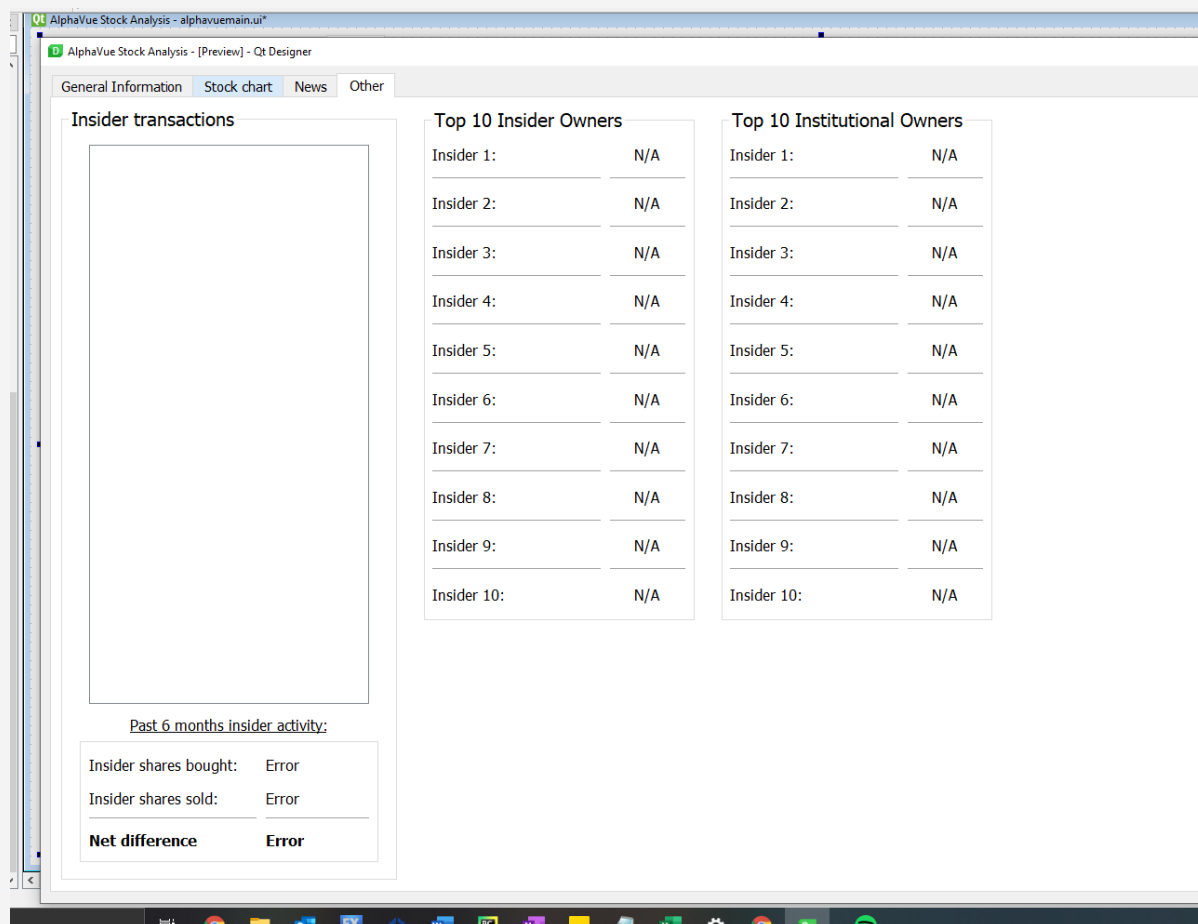 AlphaVue Stock Analysis - alphavuemain.ui*
AlphaVue Stock Analysis - [Preview] - Qt Designer
General Information Stock chart News Other
Insider transactions
Past 6 months insider activity:
Insider shares bought: Error
Insider shares sold: Error
Net difference Error
Top 10 Insider Owners
Insider 1: N/A
Insider 2: N/A
Insider 3: N/A
Insider 4: N/A
Insider 5: N/A
Insider 6: N/A
Insider 7: N/A
Insider 8: N/A
Insider 9: N/A
Insider 10: N/A
Top 10 Institutional Owners
Insider 1: N/A
Insider 2: N/A
Insider 3: N/A
Insider 4: N/A
Insider 5: N/A
Insider 6: N/A
Insider 7: N/A
Insider 8: N/A
Insider 9: N/A
Insider 10: N/A